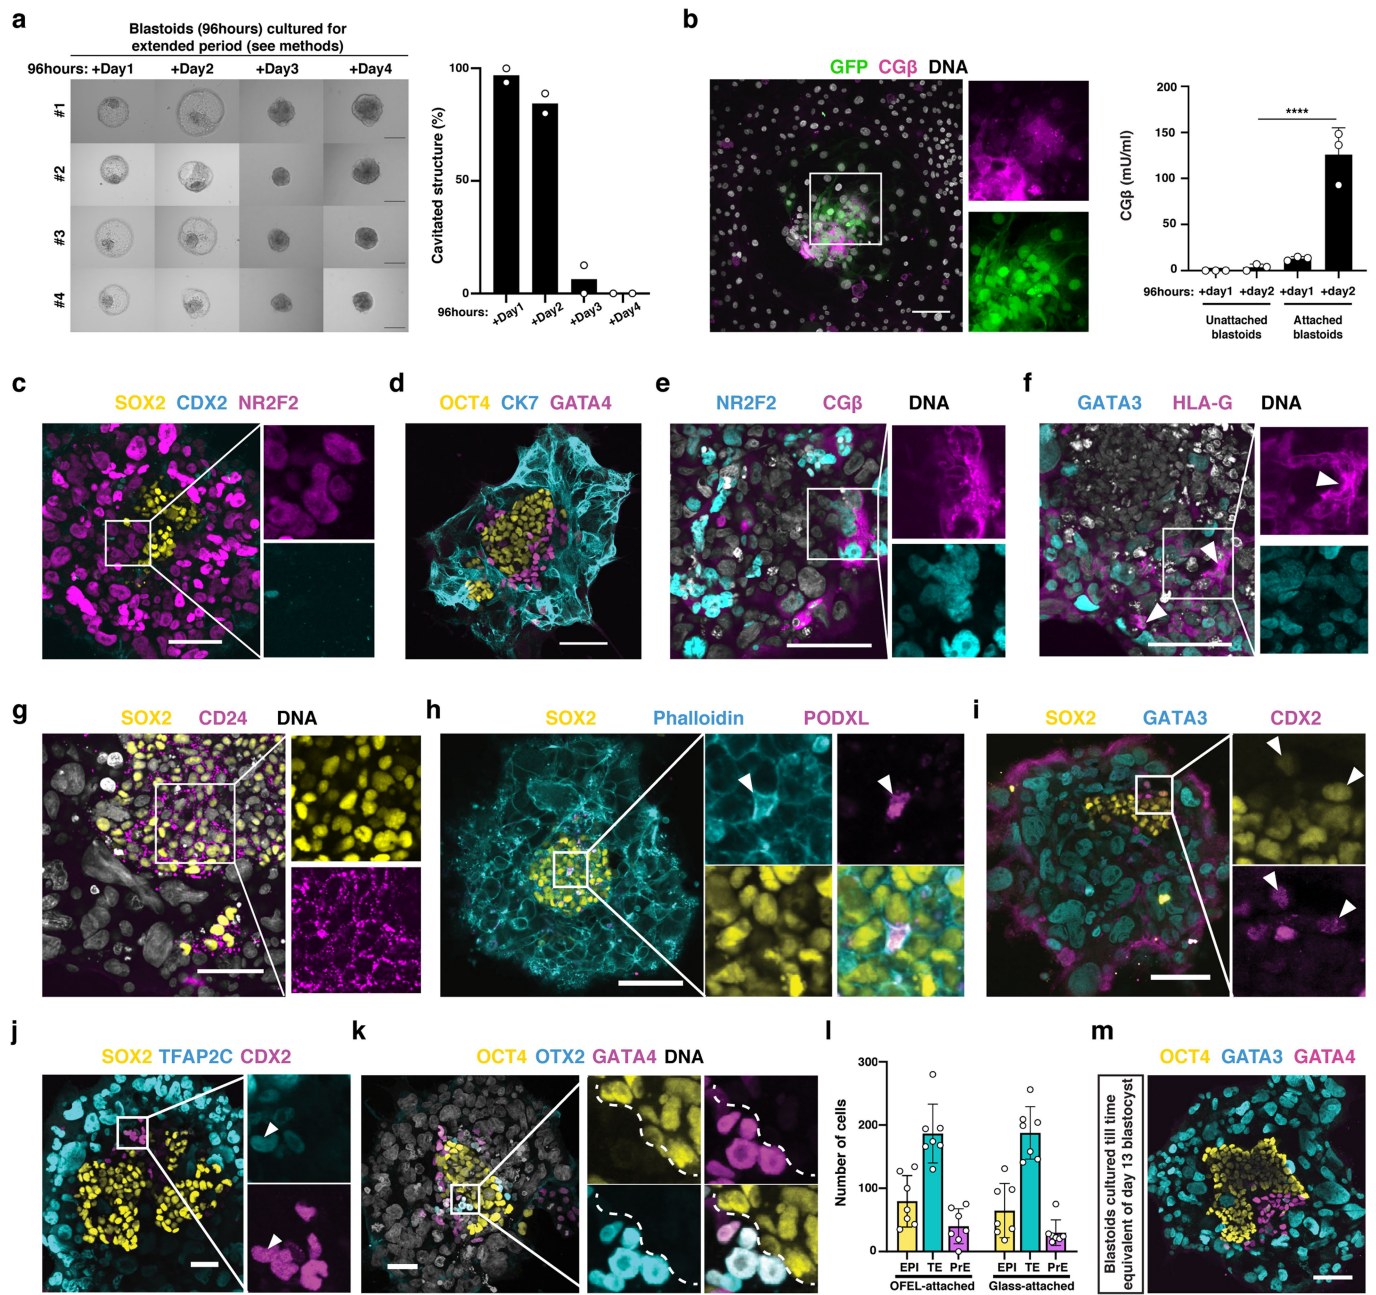 a
Blastoids (96hours) cultured for
extended period (see methods)
96hours: +Day1 +Day2 +Day3 +Day4
#1
#2
#3
#4
Cavitated structure (%)
100
50
0
96hours: +Day1 +Day2 +Day3 +Day4
b
GFP CGβ DNA
CGβ (mU/ml)
200
150
100
50
0
****
96hours: +day1 +day2 +day1 +day2
Unattached blastoids
Attached blastoids
c
SOX2 CDX2 NR2F2
d
OCT4 CK7 GATA4
e
NR2F2 CGβ DNA
f
GATA3 HLA-G DNA
g
SOX2 CD24 DNA
h
SOX2 Phalloidin PODXL
i
SOX2 GATA3 CDX2
j
SOX2 TFAP2C CDX2
k
OCT4 OTX2 GATA4 DNA
l
Number of cells
300
200
100
0
EPI TE PrE EPI TE PrE
OFEL-attached Glass-attached
m
OCT4 GATA3 GATA4
Blastoids cultured till time
equivalent of day 13 blastocyst